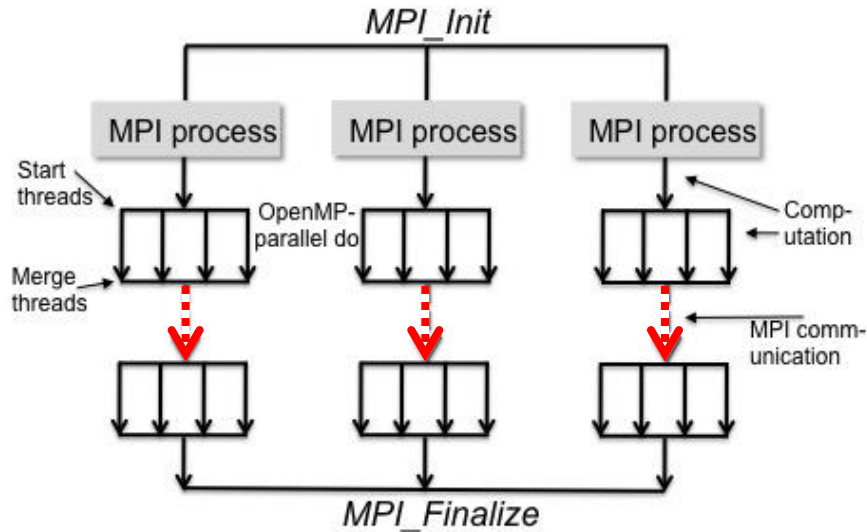 MPI_Init
MPI process
MPI process
MPI process
Start
threads
OpenMP-
parallel do
Comp-
utation
Merge
threads
MPI comm-
unication
MPI_Finalize